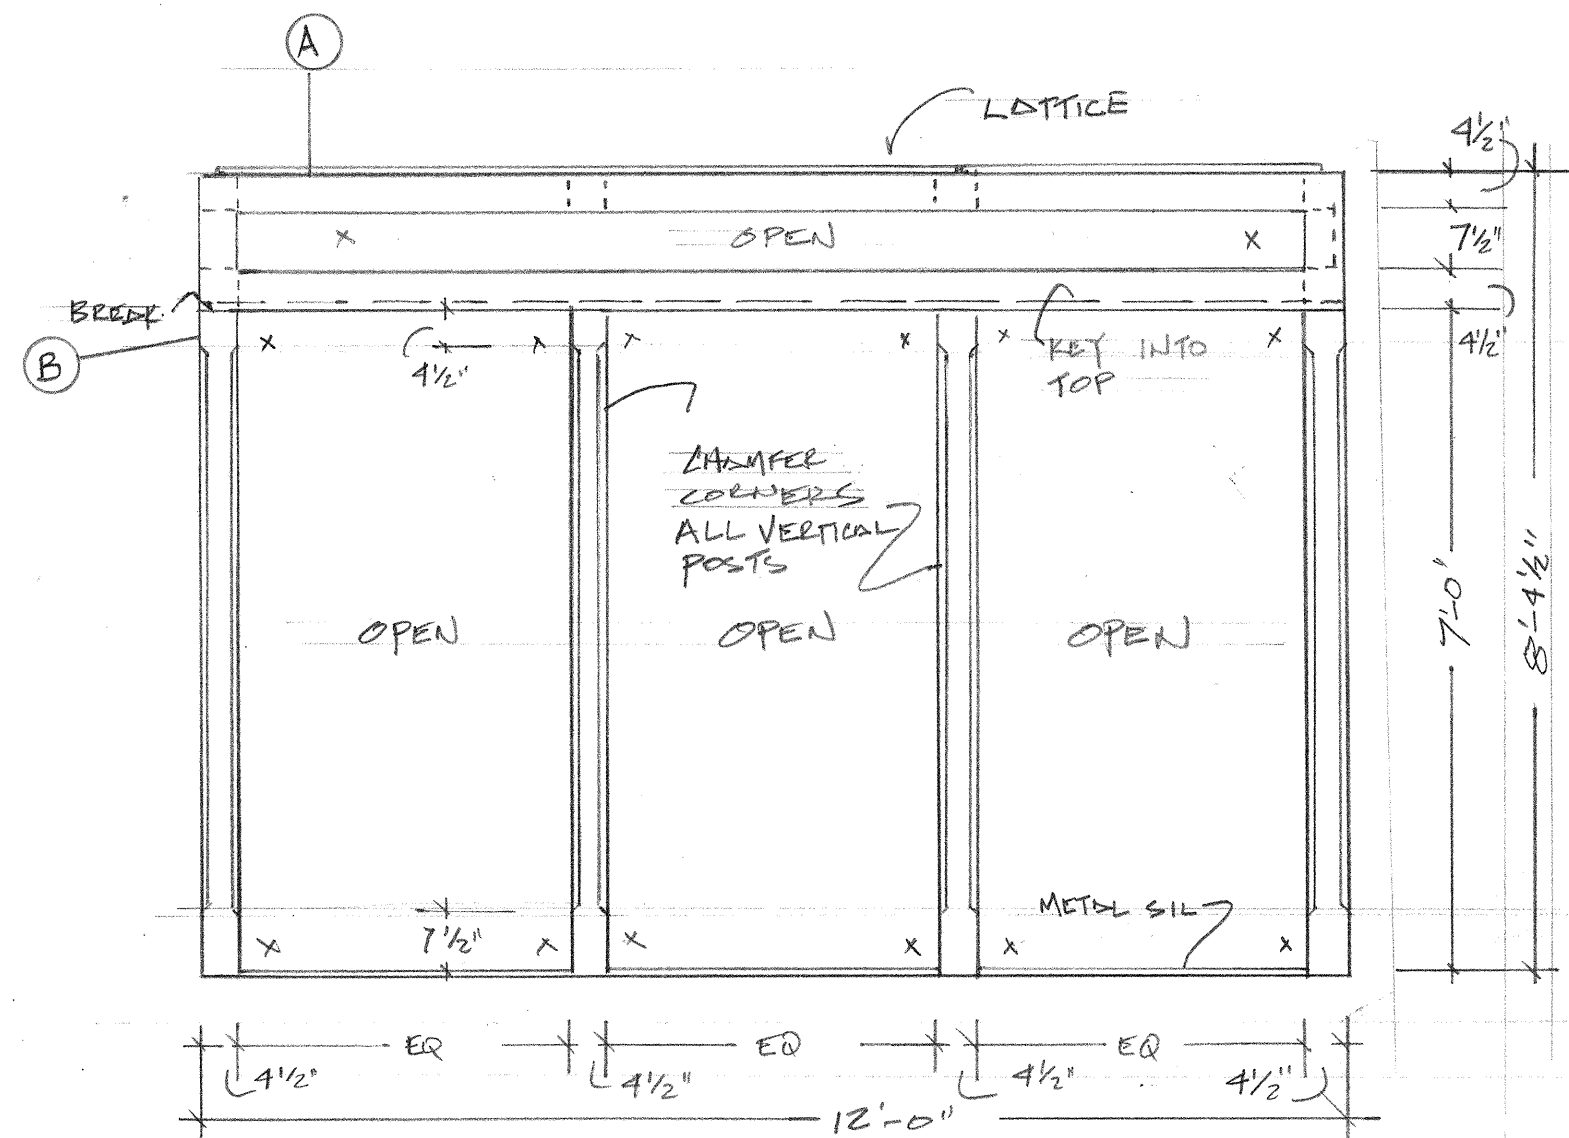 A
LATTICE
4½"
OPEN
7½"
BREAK
B
4½"
KEY INTO
TOP
4½"
CHAMFER
CORNERS
ALL VERTICAL
POSTS
7'-0"
8'-4½"
OPEN
OPEN
OPEN
METAL SIL
7½"
EQ
EQ
EQ
4½"
4½"
4½"
4½"
12'-0"